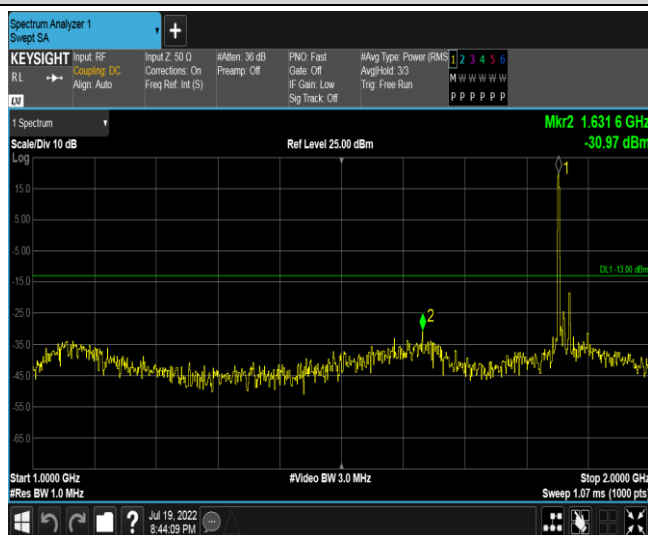 Spectrum Analyzer 1
Swept SA
+
KEYSIGHT
RL
Input: RF
Coupling: DC
Align: Auto
Input Z: 50 Ω
Corrections: On
Freq Ref: Int (S)
#Atten: 36 dB
Preamp: Off
PNO: Fast
Gate: Off
IF Gain: Low
Sig Track: Off
#Avg Type: Power (RMS
Avg|Hold: 3/3
Trig: Free Run
1 2 3 4 5 6
M W W W W W
P P P P P P
LXI
1 Spectrum
Scale/Div 10 dB
Ref Level 25.00 dBm
Mkr2 1.631 6 GHz
-30.97 dBm
Log
1
15.0
5.00
-5.00
DL1 -13.00 dBm
-15.0
-25.0
2
-35.0
-45.0
-55.0
-65.0
Start 1.0000 GHz
#Video BW 3.0 MHz
Stop 2.0000 GHz
#Res BW 1.0 MHz
Sweep 1.07 ms (1000 pts)
?
Jul 19, 2022
8:44:09 PM